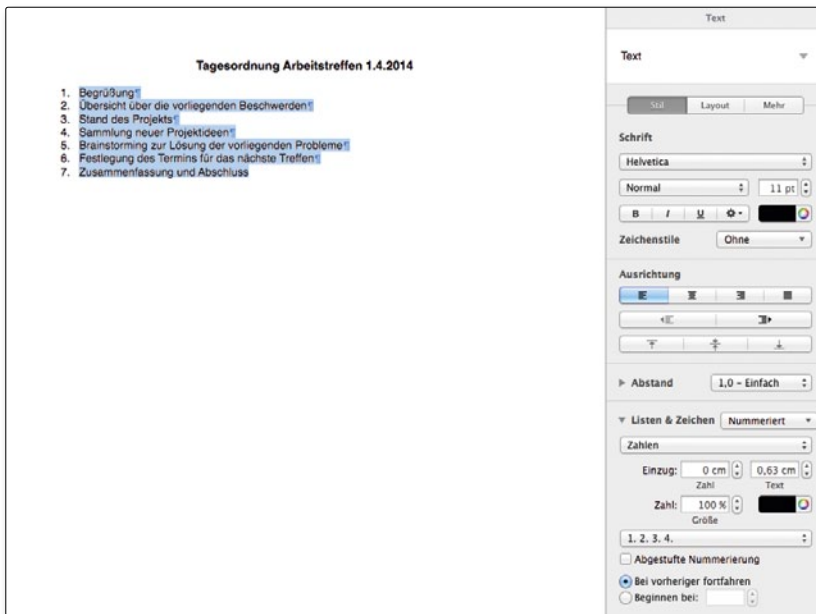 Tagesordnung Arbeitstreffen 1.4.2014
1. Begrüßung¶
2. Übersicht über die vorliegenden Beschwerden¶
3. Stand des Projekts¶
4. Sammlung neuer Projektideen¶
5. Brainstorming zur Lösung der vorliegenden Probleme¶
6. Festlegung des Termins für das nächste Treffen¶
7. Zusammenfassung und Abschluss
Text
Text
Stil Layout Mehr
Schrift
Helvetica
Normal 11 pt
B I U
Zeichenstile Ohne
Ausrichtung
Abstand 1,0 – Einfach
Listen & Zeichen Nummeriert
Zahlen
Einzug: 0 cm 0,63 cm
Zahl Text
Zahl: 100 %
Größe
1. 2. 3. 4.
Abgestufte Nummerierung
Bei vorheriger fortfahren
Beginnen bei: